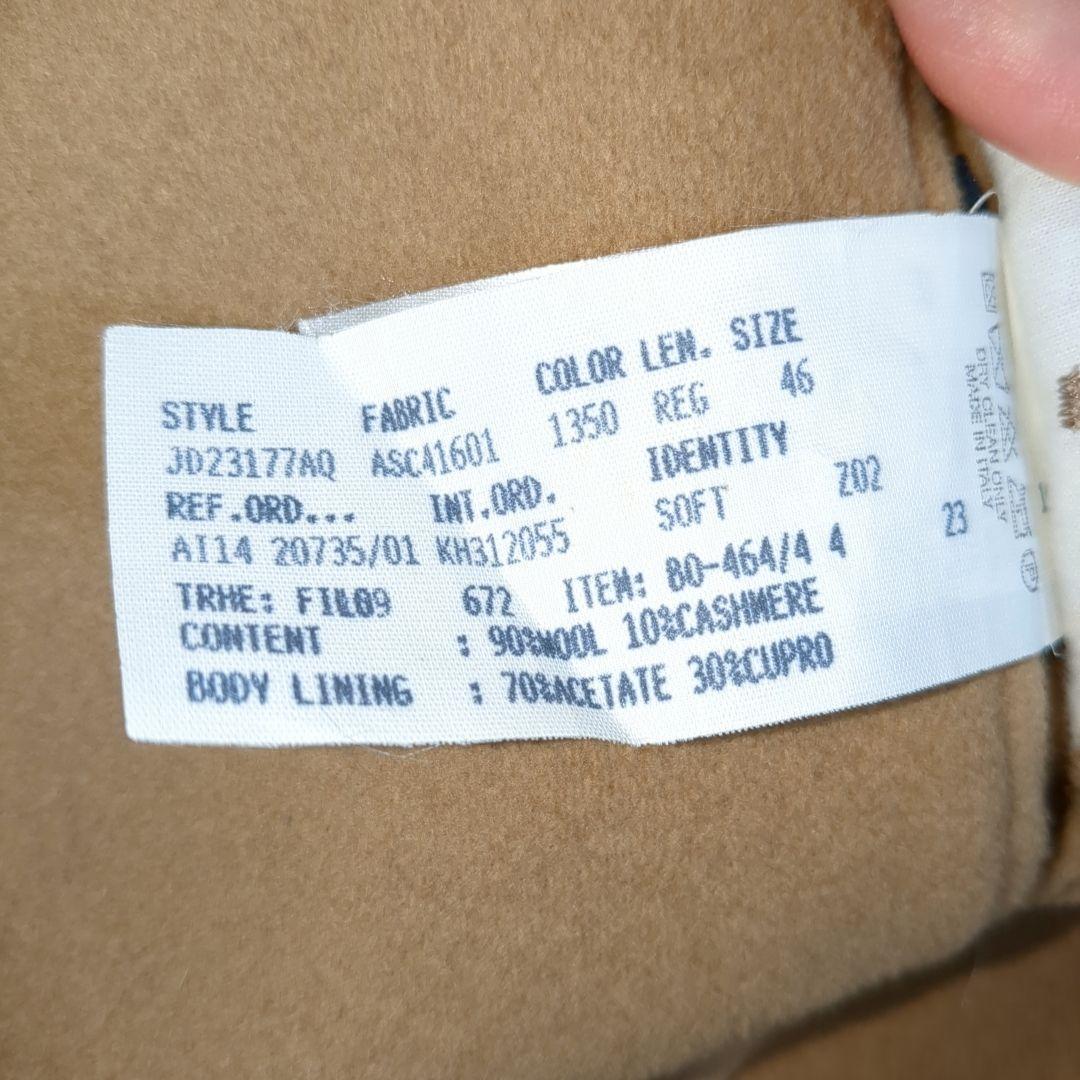 STYLE FABRIC COLOR LEN. SIZE
JD23177AQ ASC41601 1350 REG 46
REF.ORD... INT.ORD. IDENTITY
AI14 20735/01 KH312055 SOFT Z02
TRHE: FIL09 672 ITEM: 80-464/4 4 23
CONTENT : 90%WOOL 10%CASHMERE
BODY LINING : 70%ACETATE 30%CUPRO
DRY CLEAN ONLY
MADE IN ITALY